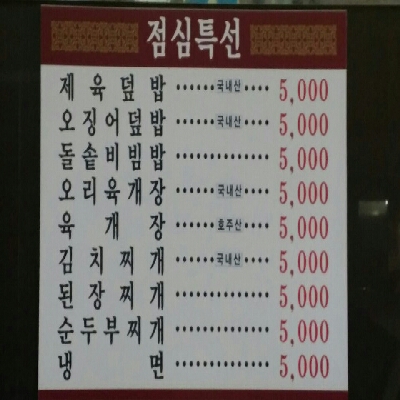 점심특선
제육덮밥 ······국내산···· 5,000
오징어덮밥 ······국내산···· 5,000
돌솥비빔밥 ·············· 5,000
오리육개장 ······국내산···· 5,000
육개장 ······호주산···· 5,000
김치찌개 ······국내산···· 5,000
된장찌개 ·············· 5,000
순두부찌개 ·············· 5,000
냉면 ·············· 5,000